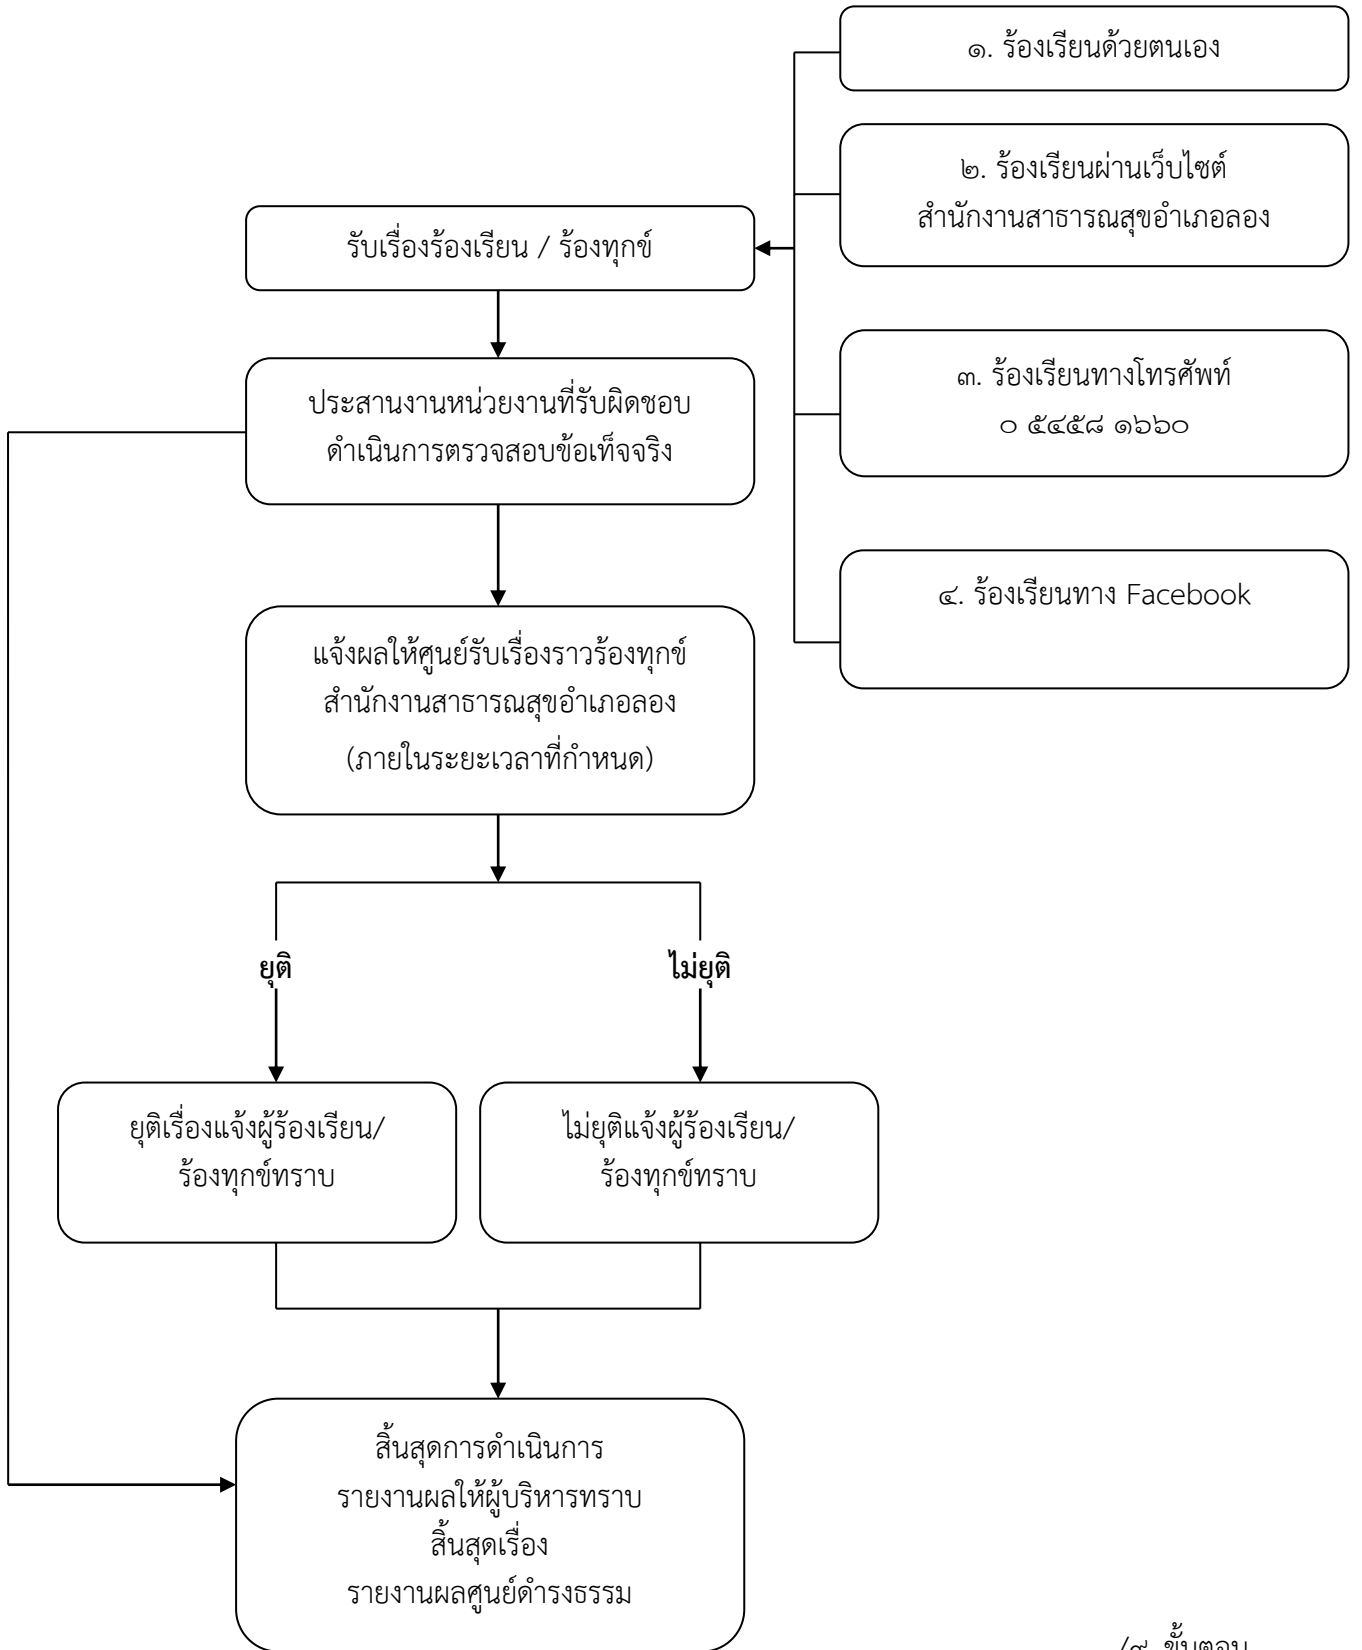 ๑. ร้องเรียนด้วยตนเอง
๒. ร้องเรียนผ่านเว็บไซต์
สำนักงานสาธารณสุขอำเภอลอง
รับเรื่องร้องเรียน / ร้องทุกข์
๓. ร้องเรียนทางโทรศัพท์
๐ ๕๔๕๘ ๑๖๖๐
ประสานงานหน่วยงานที่รับผิดชอบ
ดำเนินการตรวจสอบข้อเท็จจริง
๔. ร้องเรียนทาง Facebook
แจ้งผลให้ศูนย์รับเรื่องราวร้องทุกข์
สำนักงานสาธารณสุขอำเภอลอง
(ภายในระยะเวลาที่กำหนด)
ยุติ
ไม่ยุติ
ยุติเรื่องแจ้งผู้ร้องเรียน/
ร้องทุกข์ทราบ
ไม่ยุติแจ้งผู้ร้องเรียน/
ร้องทุกข์ทราบ
สิ้นสุดการดำเนินการ
รายงานผลให้ผู้บริหารทราบ
สิ้นสุดเรื่อง
รายงานผลศูนย์ดำรงธรรม
ขั้นตอน